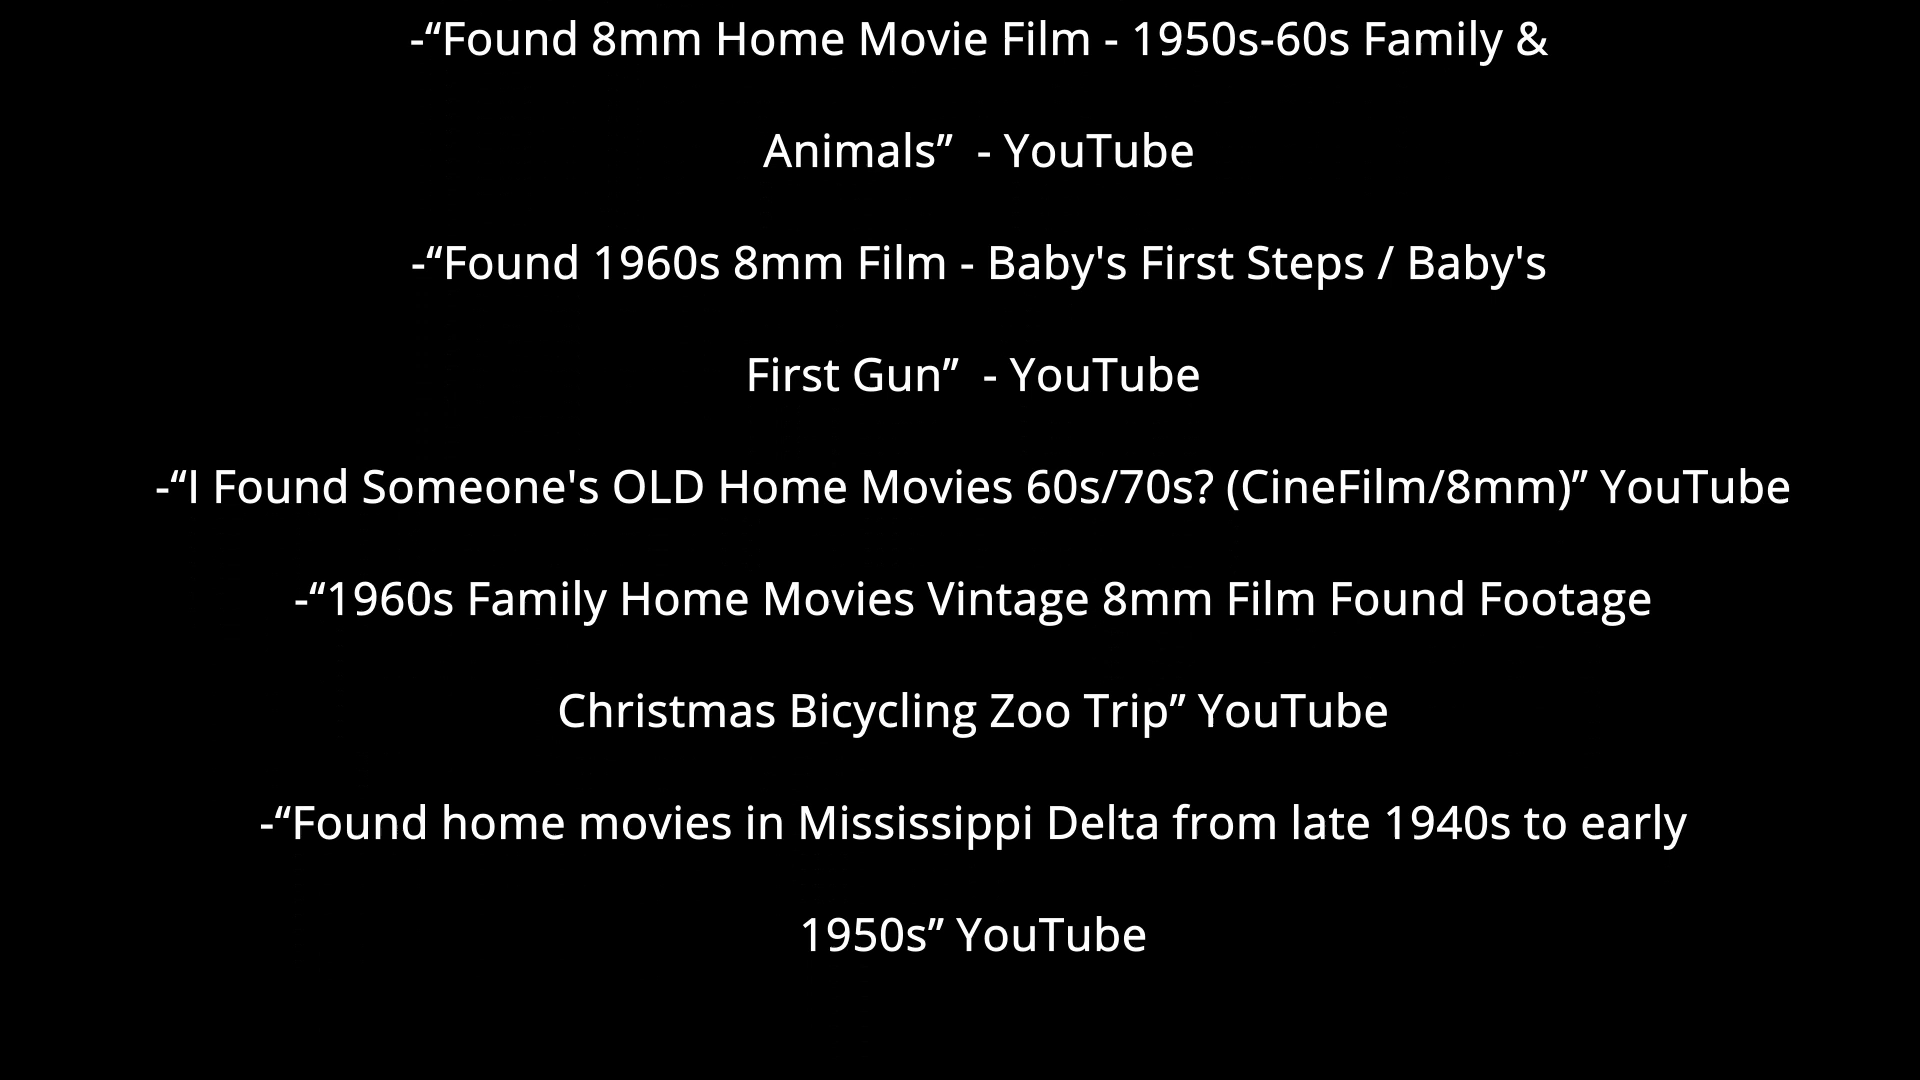 -“Found 8mm Home Movie Film - 1950s-60s Family &
Animals”  - YouTube
-“Found 1960s 8mm Film - Baby's First Steps / Baby's
First Gun”  - YouTube
-“I Found Someone's OLD Home Movies 60s/70s? (CineFilm/8mm)” YouTube
-“1960s Family Home Movies Vintage 8mm Film Found Footage
Christmas Bicycling Zoo Trip” YouTube
-“Found home movies in Mississippi Delta from late 1940s to early
1950s” YouTube